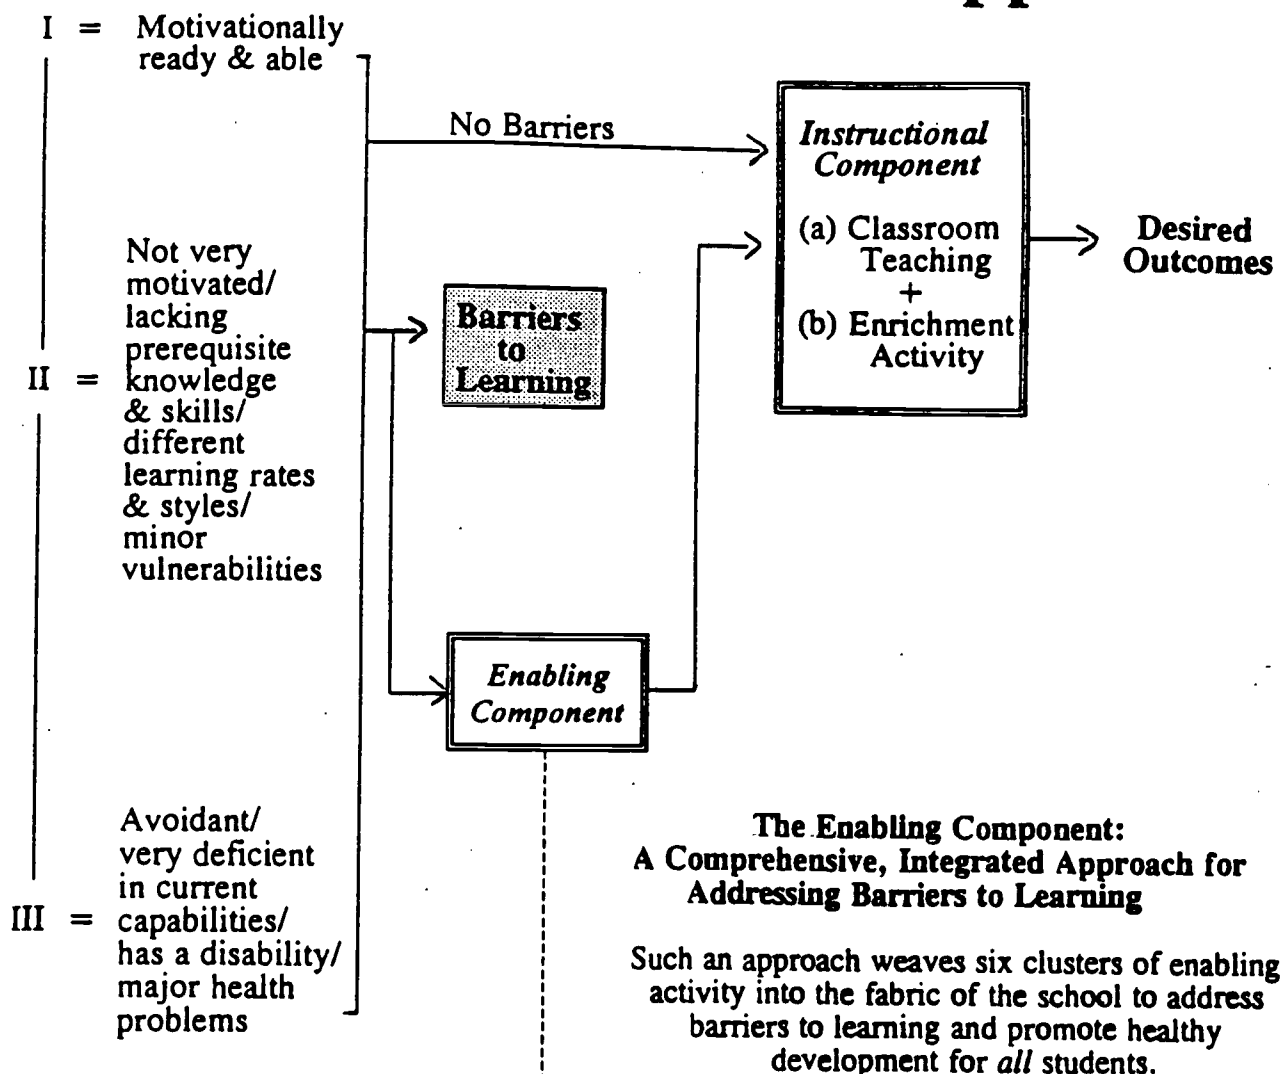 I = Motivationally
ready & able
No Barriers
Instructional
Component
(a) Classroom
Teaching
+
(b) Enrichment
Activity
Desired
Outcomes
Not very
motivated/
lacking
prerequisite
II = knowledge
& skills/
different
learning rates
& styles/
minor
vulnerabilities
Barriers
to
Learning
Enabling
Component
Avoidant/
very deficient
in current
III = capabilities/
has a disability/
major health
problems
The Enabling Component:
A Comprehensive, Integrated Approach for
Addressing Barriers to Learning
Such an approach weaves six clusters of enabling
activity into the fabric of the school to address
barriers to learning and promote healthy
development for all students.